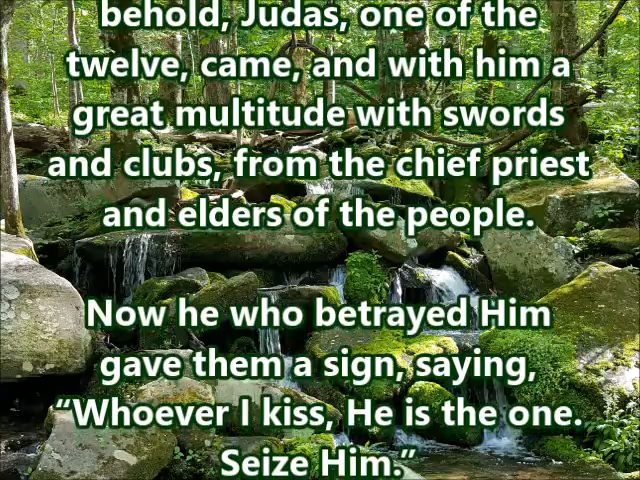 behold, Judas, one of the
twelve, came, and with him a
great multitude with swords
and clubs, from the chief priest
and elders of the people.
Now he who betrayed Him
gave them a sign, saying,
“Whoever I kiss, He is the one.
Seize Him.”